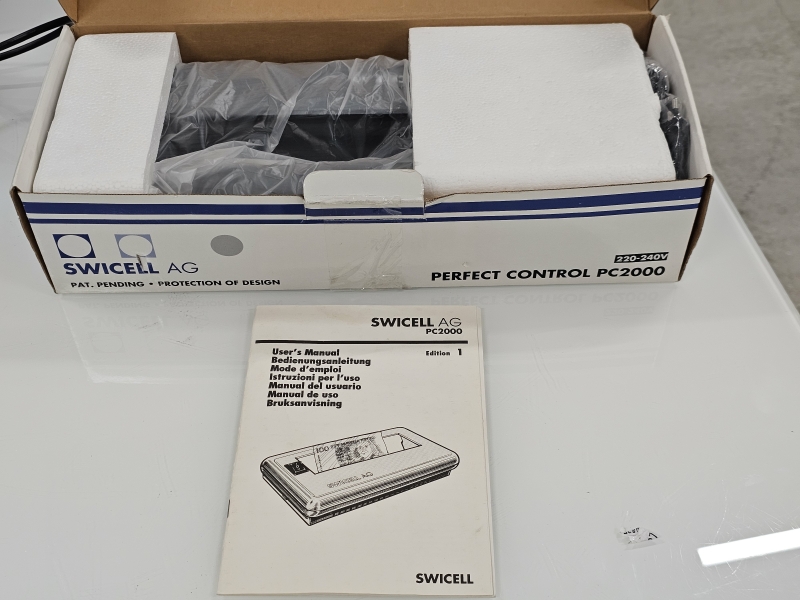 SWICELL AG
PAT. PENDING • PROTECTION OF DESIGN
220-240V
PERFECT CONTROL PC2000
SWICELL AG
PC2000
User's Manual
Edition 1
Bedienungsanleitung
Mode d'emploi
Istruzioni per l'uso
Manual del usuario
Manual de uso
Bruksanvisning
100
SWICELL AG
SWICELL